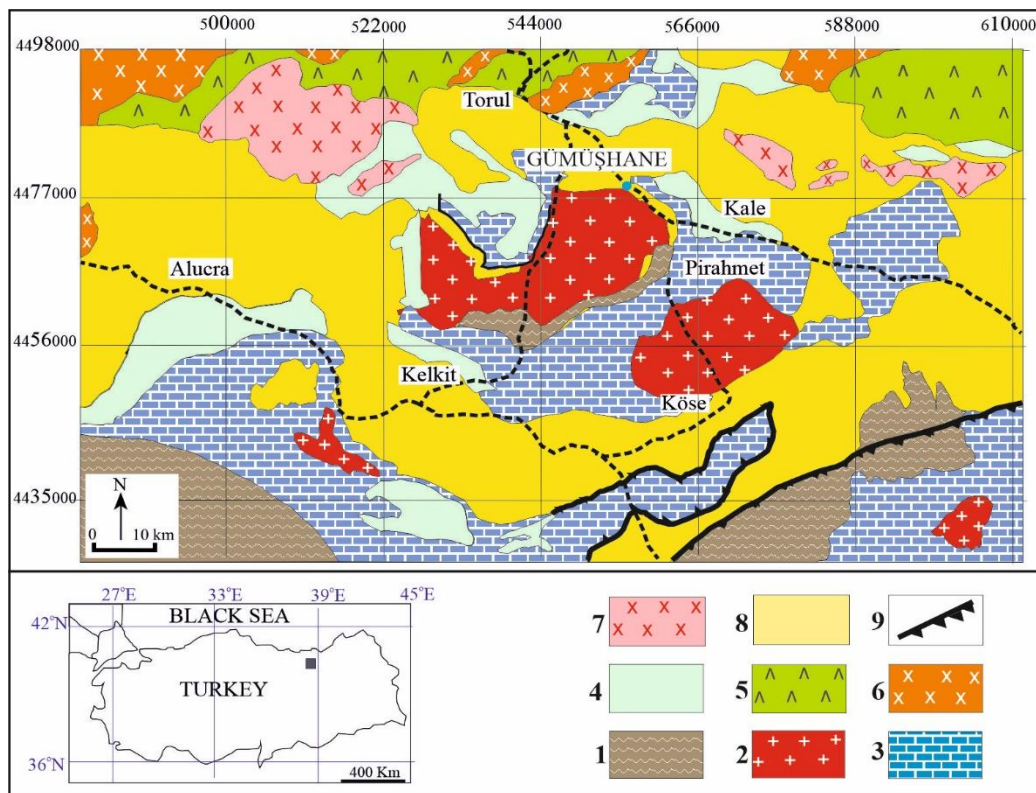 500000 522000 544000 566000 588000 610000
4498000
Torul
GÜMÜŞHANE
4477000
Kale
Alucra
Pirahmet
4456000
Kelkit
Köse
4435000
N
0 10 km
27°E 33°E 39°E 45°E
BLACK SEA
42°N
TURKEY
36°N
400 Km
7 8 9
4 5 6
1 2 3